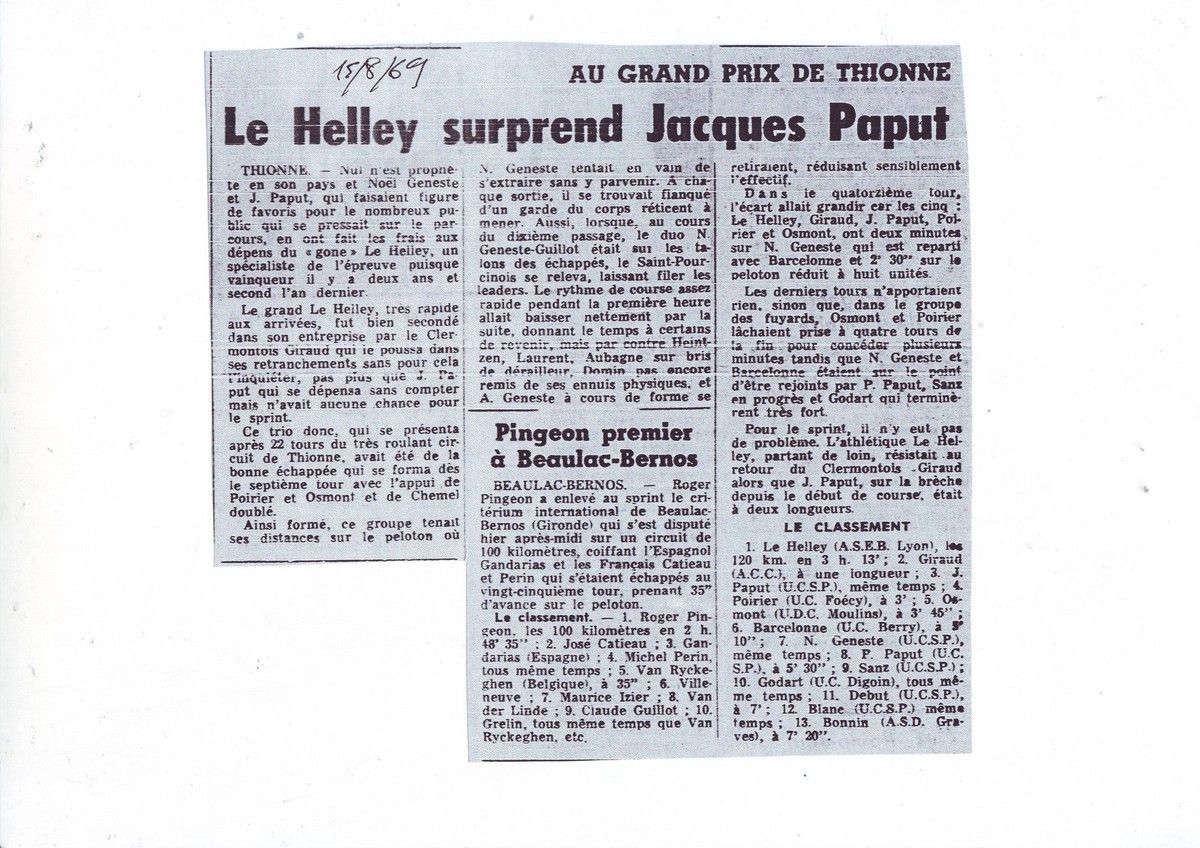 15/8/69
AU GRAND PRIX DE THIONNE
Le Helley surprend Jacques Paput
THIONNE. — Nul n'est prophè-
te en son pays et Noël Geneste
et J. Paput, qui faisaient figure
de favoris pour le nombreux pu-
blic qui se pressait sur le par-
cours, en ont fait les frais aux
dépens du « gone » Le Helley, un
spécialiste de l'épreuve puisque
vainqueur il y a deux ans et
second l'an dernier.
Le grand Le Helley, très rapide
aux arrivées, fut bien secondé
dans son entreprise par le Cler-
montois Giraud qui le poussa dans
ses retranchements sans pour cela
l'inquiéter, pas plus que J. Pa-
put qui se dépensa sans compter
mais n'avait aucune chance pour
le sprint.
Ce trio donc, qui se présenta
après 22 tours du très roulant cir-
cuit de Thionne, avait été de la
bonne échappée qui se forma dès
le septième tour avec l'appui de
Poirier et Osmont et de Chemel
doublé.
Ainsi formé, ce groupe tenait
ses distances sur le peloton où
N. Geneste tentait en vain de
s'extraire sans y parvenir. A cha-
que sortie, il se trouvait flanqué
d'un garde du corps réticent à
mener. Aussi, lorsque, au cours
du dixième passage, le duo N.
Geneste-Guillot était sur les ta-
lons des échappés, le Saint-Pour-
cinois se releva, laissant filer les
leaders. Le rythme de course assez
rapide pendant la première heure
allait baisser nettement par la
suite, donnant le temps à certains
de revenir, mais par contre Heint-
zen, Laurent, Aubagne sur bris
de dérailleur, Domin pas encore
remis de ses ennuis physiques, et
A. Geneste à cours de forme se
retiraient, réduisant sensiblement
l'effectif.
Dans le quatorzième tour,
l'écart allait grandir car les cinq :
Le Helley, Giraud, J. Paput, Poi-
rier et Osmont, ont deux minutes
sur N. Geneste qui est reparti
avec Barcelonne et 2' 30" sur le
peloton réduit à huit unités.
Les derniers tours n'apportaient
rien, sinon que, dans le groupe
des fuyards, Osmont et Poirier
lâchaient prise à quatre tours de
la fin pour concéder plusieurs
minutes tandis que N. Geneste et
Barcelonne étaient sur le point
d'être rejoints par P. Paput, Sanz
en progrès et Godart qui terminè-
rent très fort.
Pour le sprint, il n'y eut pas
de problème. L'athlétique Le Hel-
ley, partant de loin, résistait au
retour du Clermontois Giraud
alors que J. Paput, sur la brèche
depuis le début de course, était
à deux longueurs.
LE CLASSEMENT
1. Le Helley (A.S.E.B. Lyon), les
120 km. en 3 h. 13' ; 2. Giraud
(A.C.C.), à une longueur ; 3. J.
Paput (U.C.S.P.), même temps ; 4.
Poirier (U.C. Foécy), à 3' ; 5. Os-
mont (U.D.C. Moulins), à 3' 45" ;
6. Barcelonne (U.C. Berry), à 5'
10" ; 7. N. Geneste (U.C.S.P.),
même temps ; 8. P. Paput (U.C.
S.P.), à 5' 30" ; 9. Sanz (U.C.S.P.) ;
10. Godart (U.C. Digoin), tous mê-
me temps ; 11. Debut (U.C.S.P.),
à 7' ; 12. Blanc (U.C.S.P.) même
temps ; 13. Bonnin (A.S.D. Gra-
ves), à 7' 20".
Pingeon premier
à Beaulac-Bernos
BEAULAC-BERNOS. — Roger
Pingeon a enlevé au sprint le cri-
térium international de Beaulac-
Bernos (Gironde) qui s'est disputé
hier après-midi sur un circuit de
100 kilomètres, coiffant l'Espagnol
Gandarias et les Français Catieau
et Perin qui s'étaient échappés au
vingt-cinquième tour, prenant 35"
d'avance sur le peloton.
Le classement. — 1. Roger Pin-
geon, les 100 kilomètres en 2 h.
48' 35" ; 2. José Catieau ; 3. Gan-
darias (Espagne) ; 4. Michel Perin,
tous même temps ; 5. Van Rycke-
ghen (Belgique), à 35" ; 6. Ville-
neuve ; 7. Maurice Izier ; 8. Van
der Linde ; 9. Claude Guillot ; 10.
Grelin, tous même temps que Van
Ryckeghen, etc.